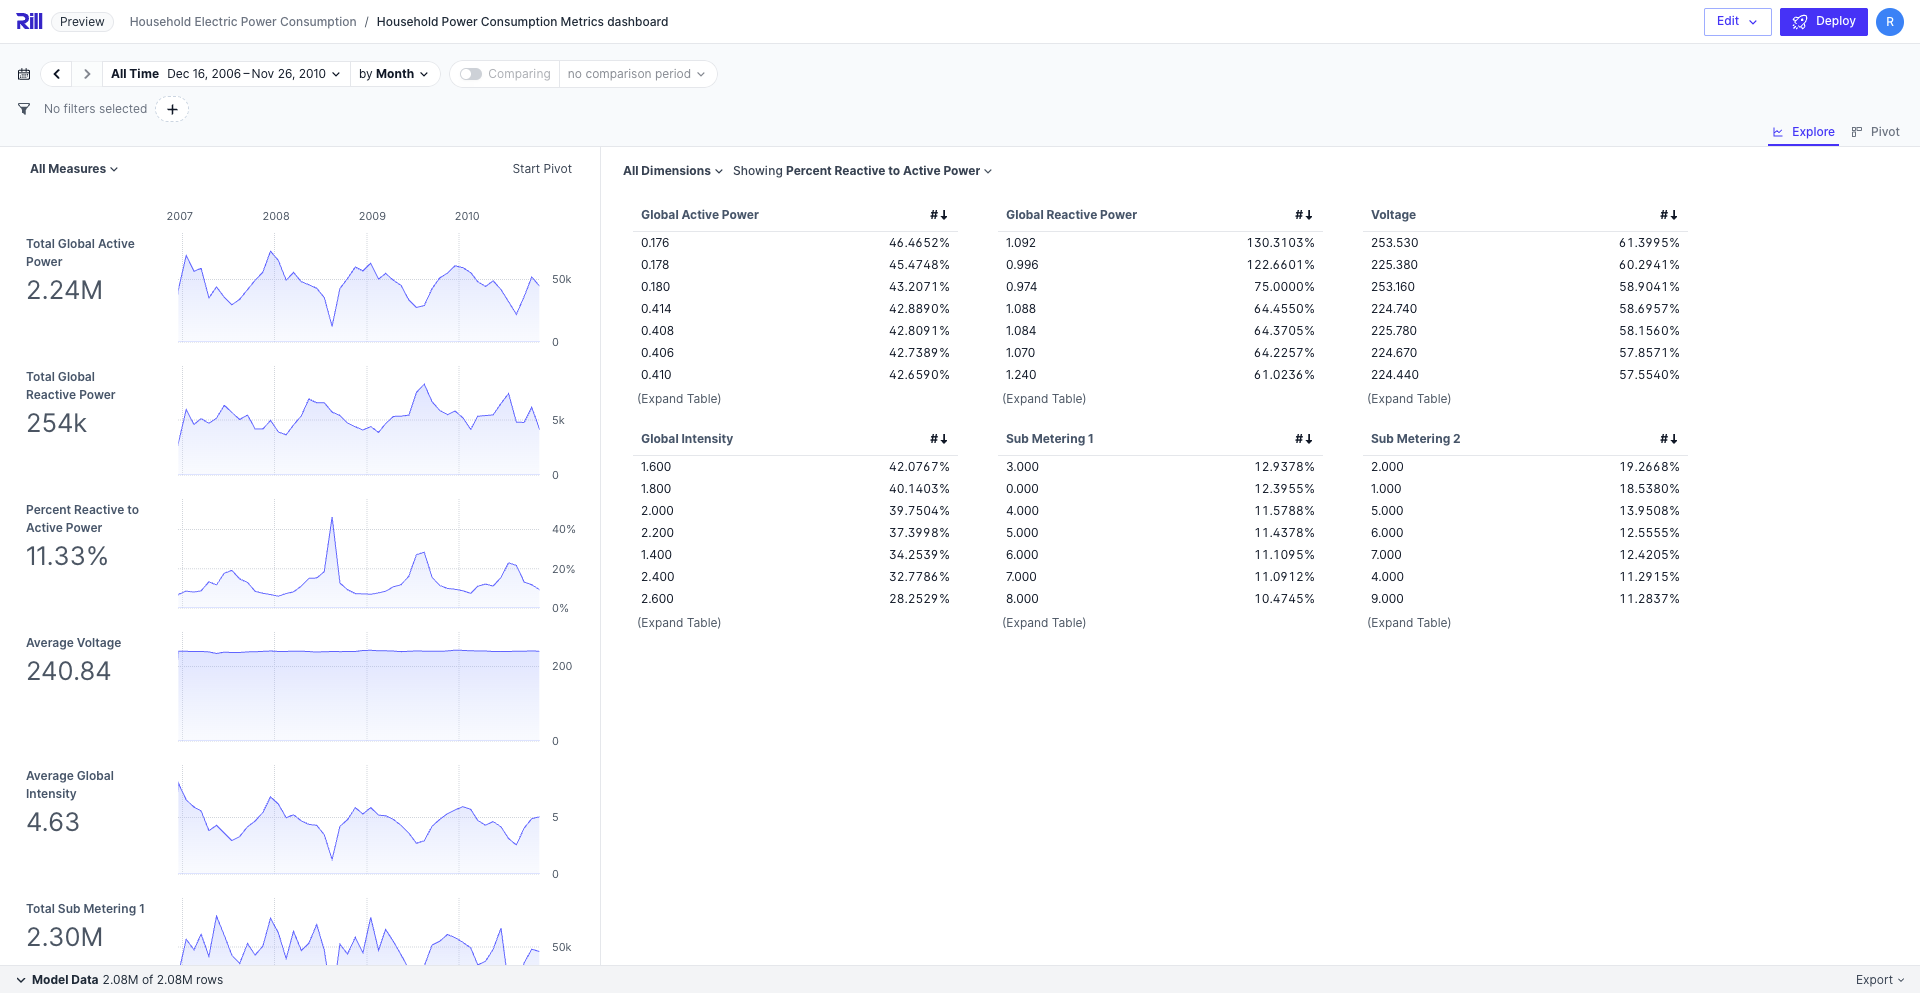 Rill Preview Household Electric Power Consumption / Household Power Consumption Metrics dashboard Edit Deploy R
All Time Dec 16, 2006 – Nov 26, 2010 by Month Comparing no comparison period
No filters selected +
Explore Pivot
All Measures Start Pivot
2007 2008 2009 2010
Total Global Active Power
2.24M
50k
0
Total Global Reactive Power
254k
5k
0
Percent Reactive to Active Power
11.33%
40%
20%
0%
Average Voltage
240.84
200
0
Average Global Intensity
4.63
5
0
Total Sub Metering 1
2.30M
50k
All Dimensions Showing Percent Reactive to Active Power
Global Active Power #
0.176 46.4652%
0.178 45.4748%
0.180 43.2071%
0.414 42.8890%
0.408 42.8091%
0.406 42.7389%
0.410 42.6590%
(Expand Table)
Global Reactive Power #
1.092 130.3103%
0.996 122.6601%
0.974 75.0000%
1.088 64.4550%
1.084 64.3705%
1.070 64.2257%
1.240 61.0236%
(Expand Table)
Voltage #
253.530 61.3995%
225.380 60.2941%
253.160 58.9041%
224.740 58.6957%
225.780 58.1560%
224.670 57.8571%
224.440 57.5540%
(Expand Table)
Global Intensity #
1.600 42.0767%
1.800 40.1403%
2.000 39.7504%
2.200 37.3998%
1.400 34.2539%
2.400 32.7786%
2.600 28.2529%
(Expand Table)
Sub Metering 1 #
3.000 12.9378%
0.000 12.3955%
4.000 11.5788%
5.000 11.4378%
6.000 11.1095%
7.000 11.0912%
8.000 10.4745%
(Expand Table)
Sub Metering 2 #
2.000 19.2668%
1.000 18.5380%
5.000 13.9508%
6.000 12.5555%
7.000 12.4205%
4.000 11.2915%
9.000 11.2837%
(Expand Table)
Model Data 2.08M of 2.08M rows Export